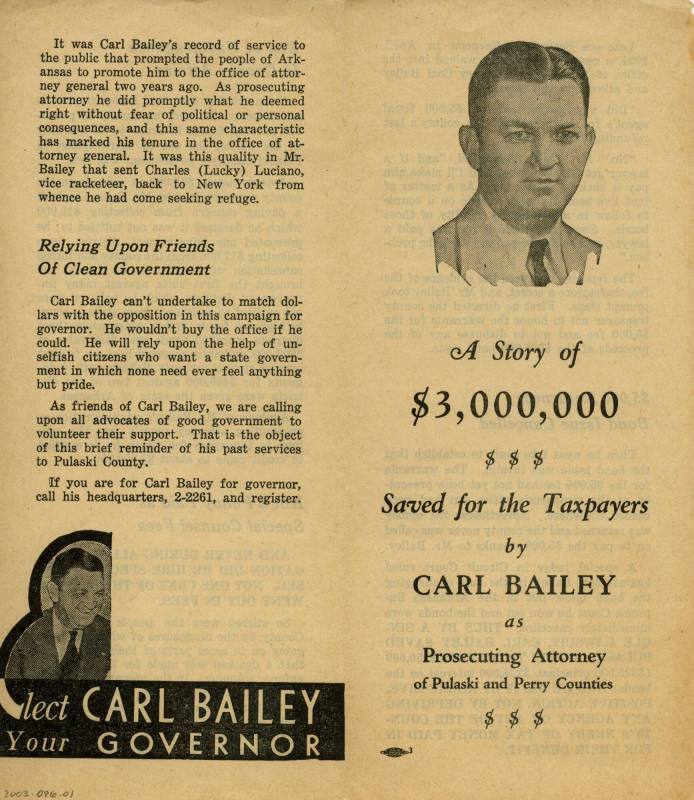 It was Carl Bailey's record of service to
the public that prompted the people of Ark-
ansas to promote him to the office of attor-
ney general two years ago. As prosecuting
attorney he did promptly what he deemed
right without fear of political or personal
consequences, and this same characteristic
has marked his tenure in the office of at-
torney general. It was this quality in Mr.
Bailey that sent Charles (Lucky) Luciano,
vice racketeer, back to New York from
whence he had come seeking refuge.
Relying Upon Friends
Of Clean Government
Carl Bailey can't undertake to match dol-
lars with the opposition in this campaign for
governor. He wouldn't buy the office if he
could. He will rely upon the help of un-
selfish citizens who want a state govern-
ment in which none need ever feel anything
but pride.
As friends of Carl Bailey, we are calling
upon all advocates of good government to
volunteer their support. That is the object
of this brief reminder of his past services
to Pulaski County.
If you are for Carl Bailey for governor,
call his headquarters, 2-2261, and register.
Elect CARL BAILEY
Your GOVERNOR
2002.096.01
A Story of
$3,000,000
$ $ $
Saved for the Taxpayers
by
CARL BAILEY
as
Prosecuting Attorney
of Pulaski and Perry Counties
$ $ $